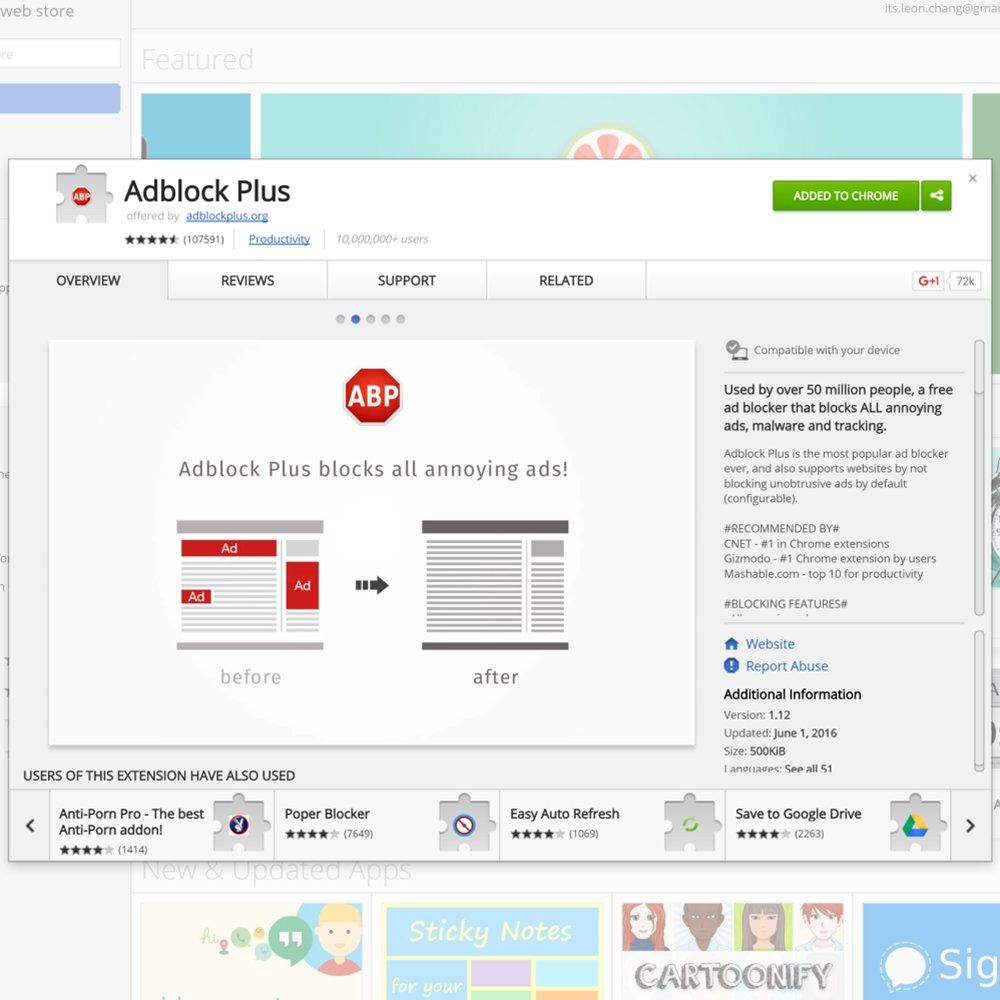 web store
its.leon.chang@gmai
re
Featured
ABP
Adblock Plus
offered by adblockplus.org
(107591)
Productivity
10,000,000+ users
ADDED TO CHROME
OVERVIEW
REVIEWS
SUPPORT
RELATED
G+1
72k
ABP
Adblock Plus blocks all annoying ads!
Ad
Ad
Ad
before
after
Compatible with your device
Used by over 50 million people, a free
ad blocker that blocks ALL annoying
ads, malware and tracking.
Adblock Plus is the most popular ad blocker
ever, and also supports websites by not
blocking unobtrusive ads by default
(configurable).
#RECOMMENDED BY#
CNET - #1 in Chrome extensions
Gizmodo - #1 Chrome extension by users
Mashable.com - top 10 for productivity
#BLOCKING FEATURES#
Website
Report Abuse
Additional Information
Version: 1.12
Updated: June 1, 2016
Size: 500KiB
Languages: See all 51
USERS OF THIS EXTENSION HAVE ALSO USED
Anti-Porn Pro - The best
Anti-Porn addon!
(1414)
Poper Blocker
(7649)
Easy Auto Refresh
(1069)
Save to Google Drive
(2263)
New & Updated Apps
hi
Sticky Notes
for your
CARTOONIFY
Sig